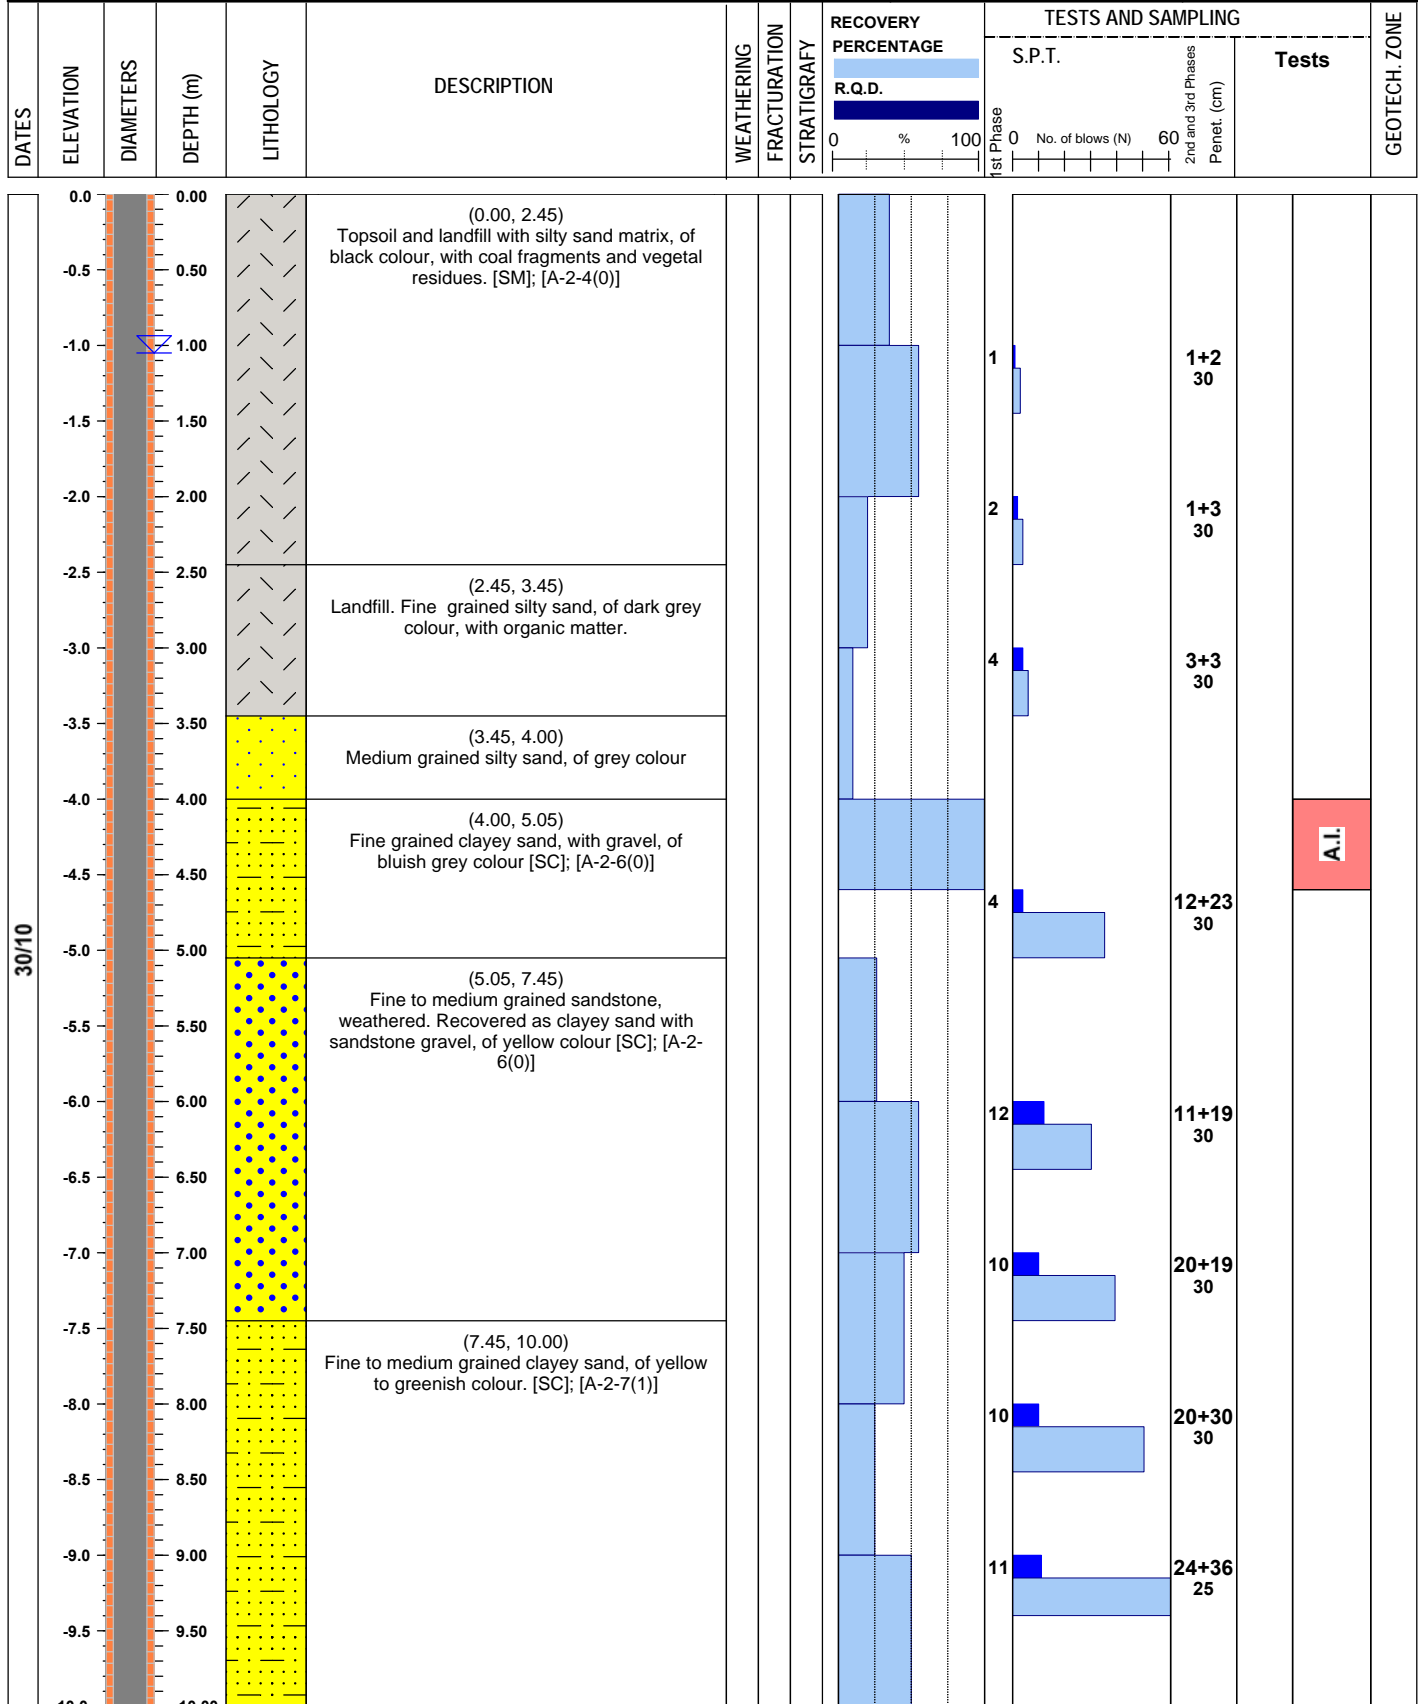 DATES
ELEVATION
DIAMETERS
DEPTH (m)
LITHOLOGY
DESCRIPTION
WEATHERING
FRACTURATION
STRATIGRAFY
RECOVERY
PERCENTAGE
R.Q.D.
0 % 100
TESTS AND SAMPLING
S.P.T.
1st Phase
0 No. of blows (N) 60
2nd and 3rd Phases
Penet. (cm)
Tests
GEOTECH. ZONE
30/10
0.0 0.00
(0.00, 2.45)
Topsoil and landfill with silty sand matrix, of
black colour, with coal fragments and vegetal
residues. [SM]; [A-2-4(0)]
-0.5 0.50
-1.0 1.00
1 1+2
30
-1.5 1.50
-2.0 2.00
2 1+3
30
-2.5 2.50
(2.45, 3.45)
Landfill. Fine grained silty sand, of dark grey
colour, with organic matter.
-3.0 3.00
4 3+3
30
-3.5 3.50
(3.45, 4.00)
Medium grained silty sand, of grey colour
-4.0 4.00
(4.00, 5.05)
Fine grained clayey sand, with gravel, of
bluish grey colour [SC]; [A-2-6(0)]
A.I.
-4.5 4.50
4 12+23
30
-5.0 5.00
(5.05, 7.45)
Fine to medium grained sandstone,
weathered. Recovered as clayey sand with
sandstone gravel, of yellow colour [SC]; [A-2-
6(0)]
-5.5 5.50
-6.0 6.00
12 11+19
30
-6.5 6.50
-7.0 7.00
10 20+19
30
-7.5 7.50
(7.45, 10.00)
Fine to medium grained clayey sand, of yellow
to greenish colour. [SC]; [A-2-7(1)]
-8.0 8.00
10 20+30
30
-8.5 8.50
-9.0 9.00
11 24+36
25
-9.5 9.50